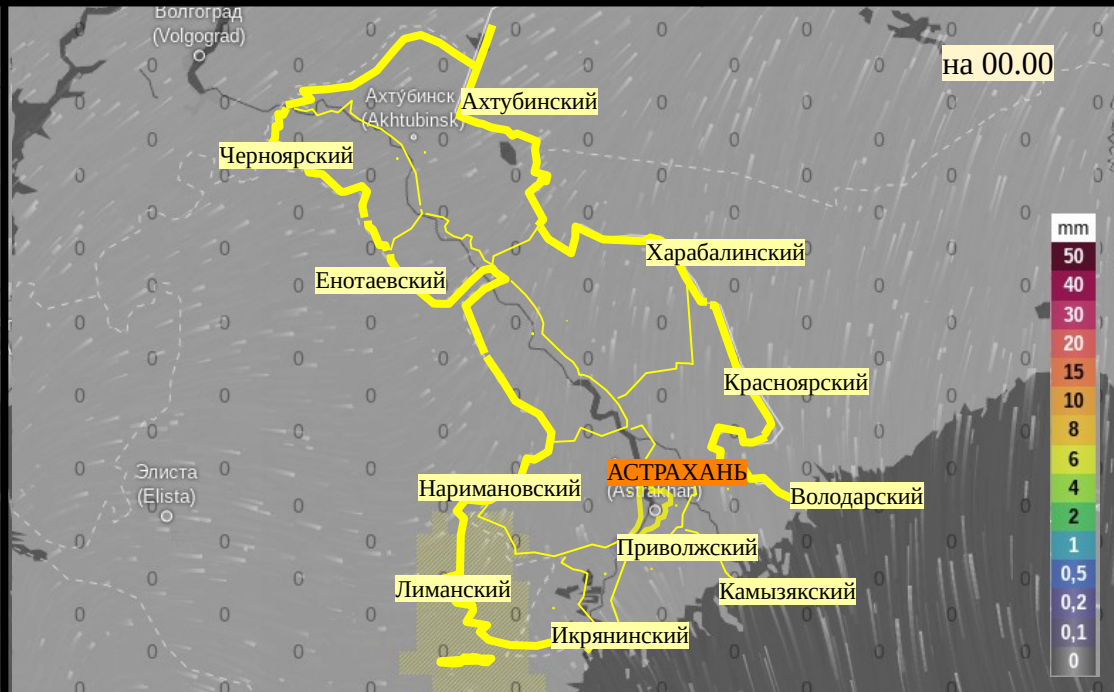 Волгоград
(Volgograd)
на 00.00
Ахтубинск
(Akhtubinsk)
Ахтубинский
Черноярский
mm
50
40
30
20
15
10
8
6
4
2
1
0,5
0,2
0,1
0
Харабалинский
Енотаевский
Красноярский
Элиста
(Elista)
АСТРАХАНЬ
(Astrakhan)
Наримановский
Володарский
Приволжский
Лиманский
Камызякский
Икрянинский